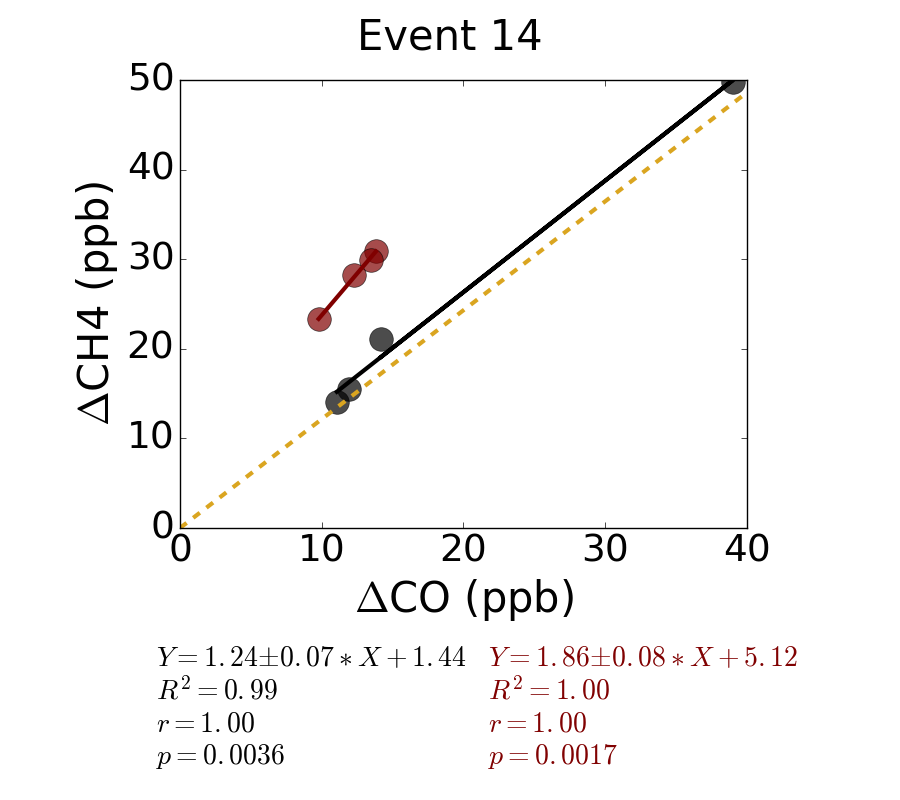 Event 14
50
40
30
20
10
0
ΔCH4 (ppb)
0 10 20 30 40
ΔCO (ppb)
Y = 1.24±0.07 ∗ X + 1.44
R² = 0.99
r = 1.00
p = 0.0036
Y = 1.86±0.08 ∗ X + 5.12
R² = 1.00
r = 1.00
p = 0.0017